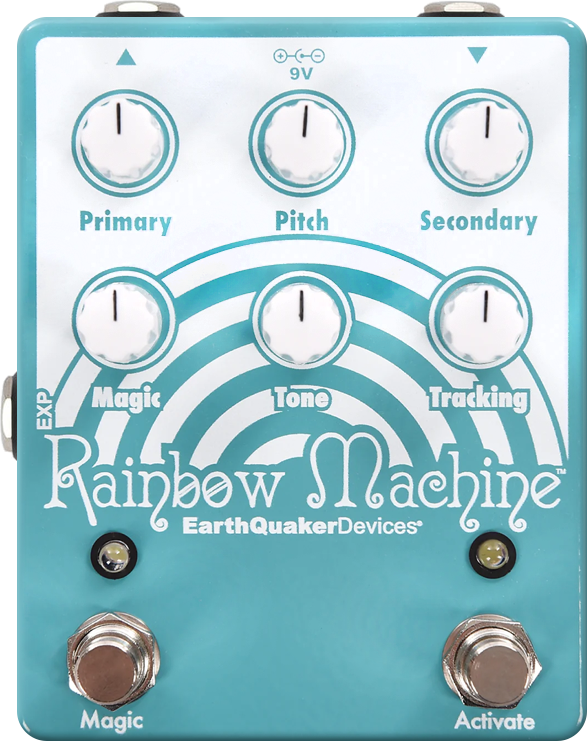 9V
Primary Pitch Secondary
Magic Tone Tracking
EXP
Rainbow Machine™
EarthQuakerDevices®
Magic Activate